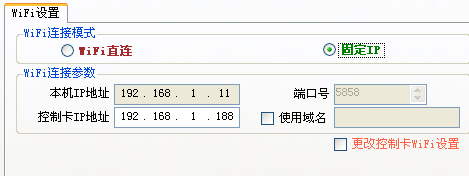 WiFi设置
WiFi连接模式
WiFi直连 固定IP
WiFi连接参数
本机IP地址 192 . 168 . 1 . 11 端口号 5858
控制卡IP地址 192 . 168 . 1 . 188 使用域名
更改控制卡WiFi设置